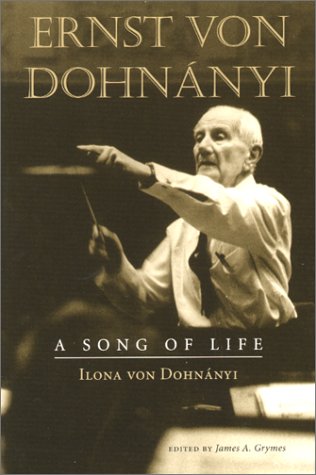 ERNST VON
DOHNÁNYI
A SONG OF LIFE
ILONA VON DOHNÁNYI
EDITED BY James A. Grymes